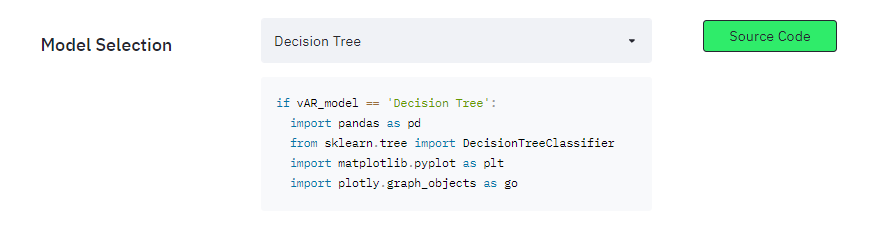 Model Selection
Decision Tree
Source Code
if vAR_model == 'Decision Tree':
  import pandas as pd
  from sklearn.tree import DecisionTreeClassifier
  import matplotlib.pyplot as plt
  import plotly.graph_objects as go